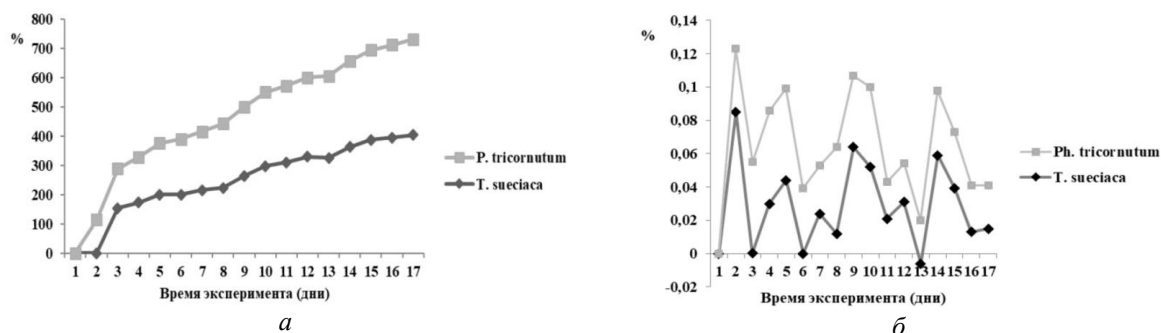 %
800
700
600
500
400
300
200
100
0
1 2 3 4 5 6 7 8 9 10 11 12 13 14 15 16 17
Время эксперимента (дни)
P. tricornutum
T. sueciaca
а
%
0,14
0,12
0,1
0,08
0,06
0,04
0,02
0
-0,02
1 2 3 4 5 6 7 8 9 10 11 12 13 14 15 16 17
Время эксперимента (дни)
Ph. tricornutum
T. sueciaca
б